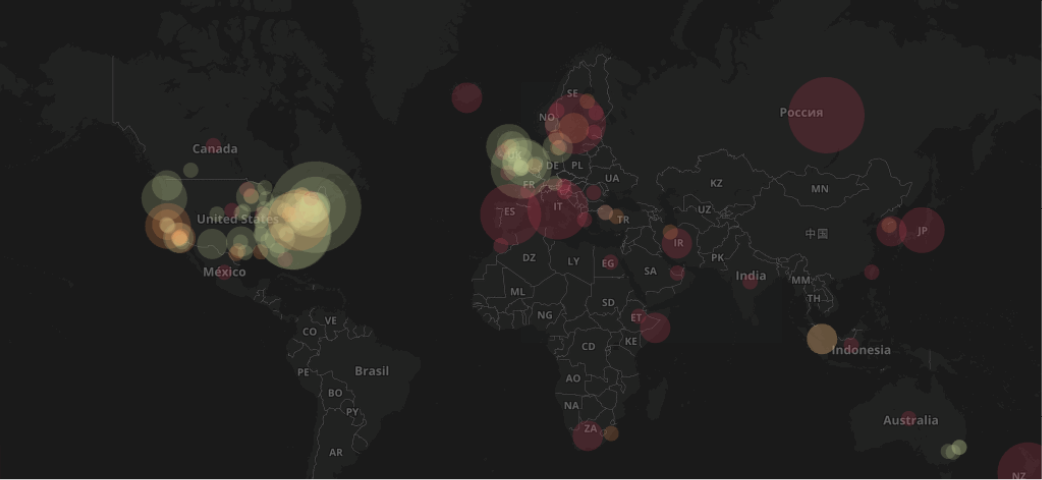 SE
Россия
NO
Canada
DE
PL
UA
FR
KZ
MN
United States
ES
IT
TR
UZ
中国
JP
IR
México
DZ
LY
EG
SA
PK
India
MM
TH
ML
SD
NG
ET
VE
CO
CD
KE
Indonesia
PE
Brasil
AO
BO
NA
PY
ZA
Australia
AR
NZ